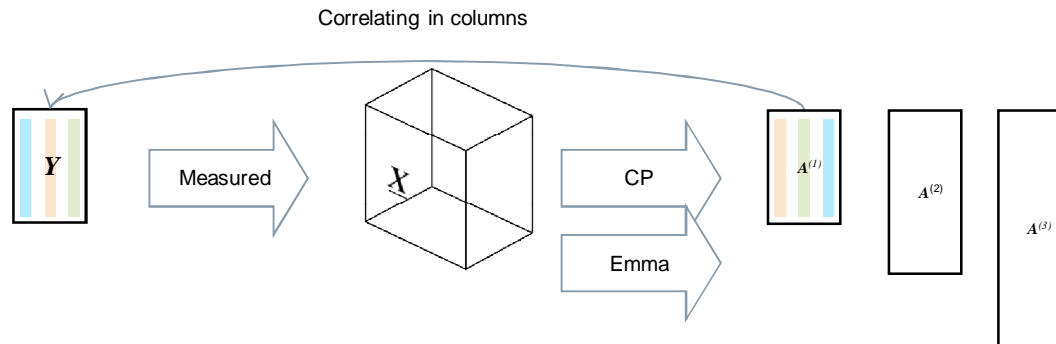 Correlating in columns
Y
Measured
X
CP
Emma
A(1)
A(2)
A(3)